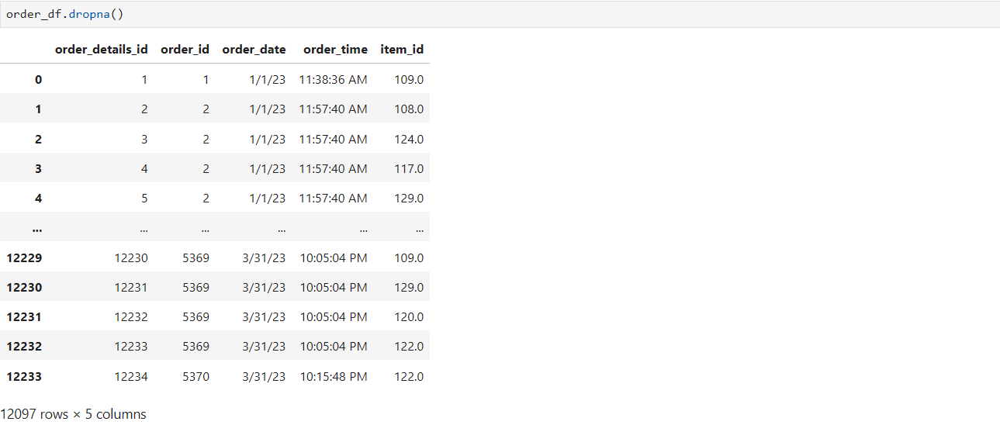 order_df.dropna()
order_details_id order_id order_date order_time item_id
0 1 1 1/1/23 11:38:36 AM 109.0
1 2 2 1/1/23 11:57:40 AM 108.0
2 3 2 1/1/23 11:57:40 AM 124.0
3 4 2 1/1/23 11:57:40 AM 117.0
4 5 2 1/1/23 11:57:40 AM 129.0
... ... ... ... ... ...
12229 12230 5369 3/31/23 10:05:04 PM 109.0
12230 12231 5369 3/31/23 10:05:04 PM 129.0
12231 12232 5369 3/31/23 10:05:04 PM 120.0
12232 12233 5369 3/31/23 10:05:04 PM 122.0
12233 12234 5370 3/31/23 10:15:48 PM 122.0
12097 rows × 5 columns